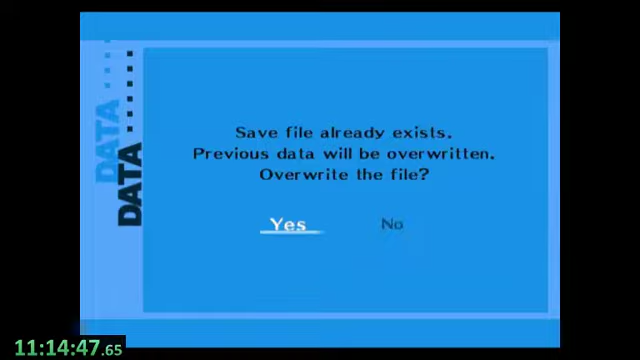 DATA
DATA
Save file already exists.
Previous data will be overwritten.
Overwrite the file?
Yes No
11:14:47.65